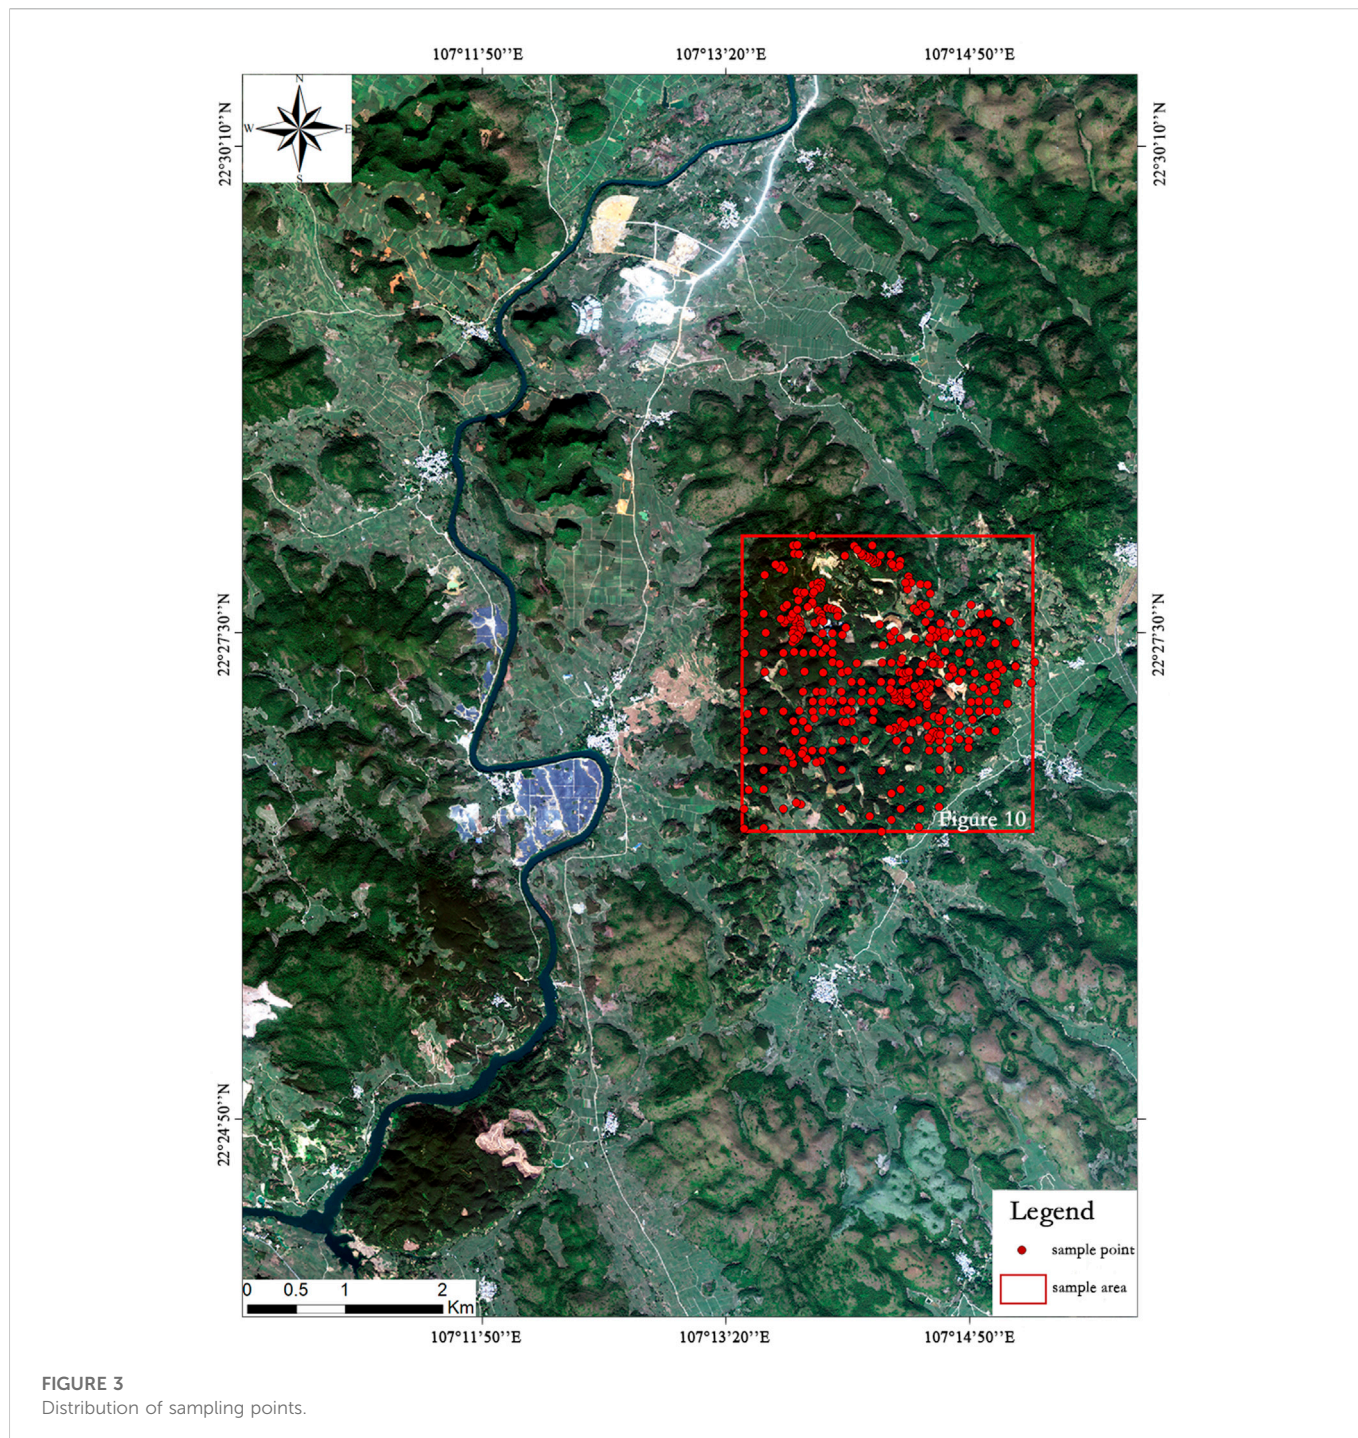 107°11’50’’E 107°13’20’’E 107°14’50’’E
N
W E
S
22°30’10’’N 22°30’10’’N
22°27’30’’N 22°27’30’’N
Figure 10
22°24’50’’N
Legend
sample point
sample area
0 0.5 1 2
Km
107°11’50’’E 107°13’20’’E 107°14’50’’E
FIGURE 3
Distribution of sampling points.